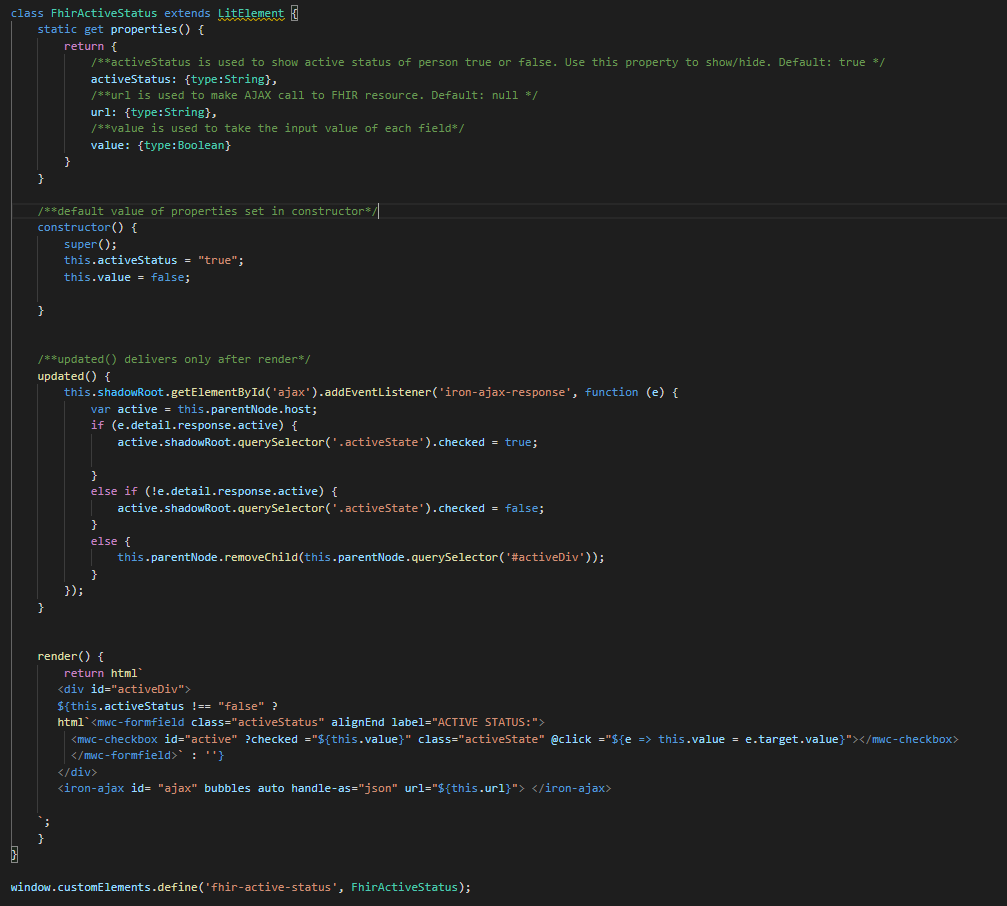 class FhirActiveStatus extends LitElement {
    static get properties() {
        return {
            /**activeStatus is used to show active status of person true or false. Use this property to show/hide. Default: true */
            activeStatus: {type:String},
            /**url is used to make AJAX call to FHIR resource. Default: null */
            url: {type:String},
            /**value is used to take the input value of each field*/
            value: {type:Boolean}
        }
    }
    /**default value of properties set in constructor*/
    constructor() {
        super();
        this.activeStatus = "true";
        this.value = false;
    }
    /**updated() delivers only after render*/
    updated() {
        this.shadowRoot.getElementById('ajax').addEventListener('iron-ajax-response', function (e) {
            var active = this.parentNode.host;
            if (e.detail.response.active) {
                active.shadowRoot.querySelector('.activeState').checked = true;
            }
            else if (!e.detail.response.active) {
                active.shadowRoot.querySelector('.activeState').checked = false;
            }
            else {
                this.parentNode.removeChild(this.parentNode.querySelector('#activeDiv'));
            }
        });
    }
    render() {
        return html`
       <div id="activeDiv">
       ${this.activeStatus !== "false" ?
       html`<mwc-formfield class="activeStatus" alignEnd label="ACTIVE STATUS:">
         <mwc-checkbox id="active" ?checked ="${this.value}" class="activeState" @click ="${e => this.value = e.target.value}"></mwc-checkbox>
         </mwc-formfield>` : ''}
       </div>
       <iron-ajax id= "ajax" bubbles auto handle-as="json" url="${this.url}"> </iron-ajax>
    `;
    }
}
window.customElements.define('fhir-active-status', FhirActiveStatus);